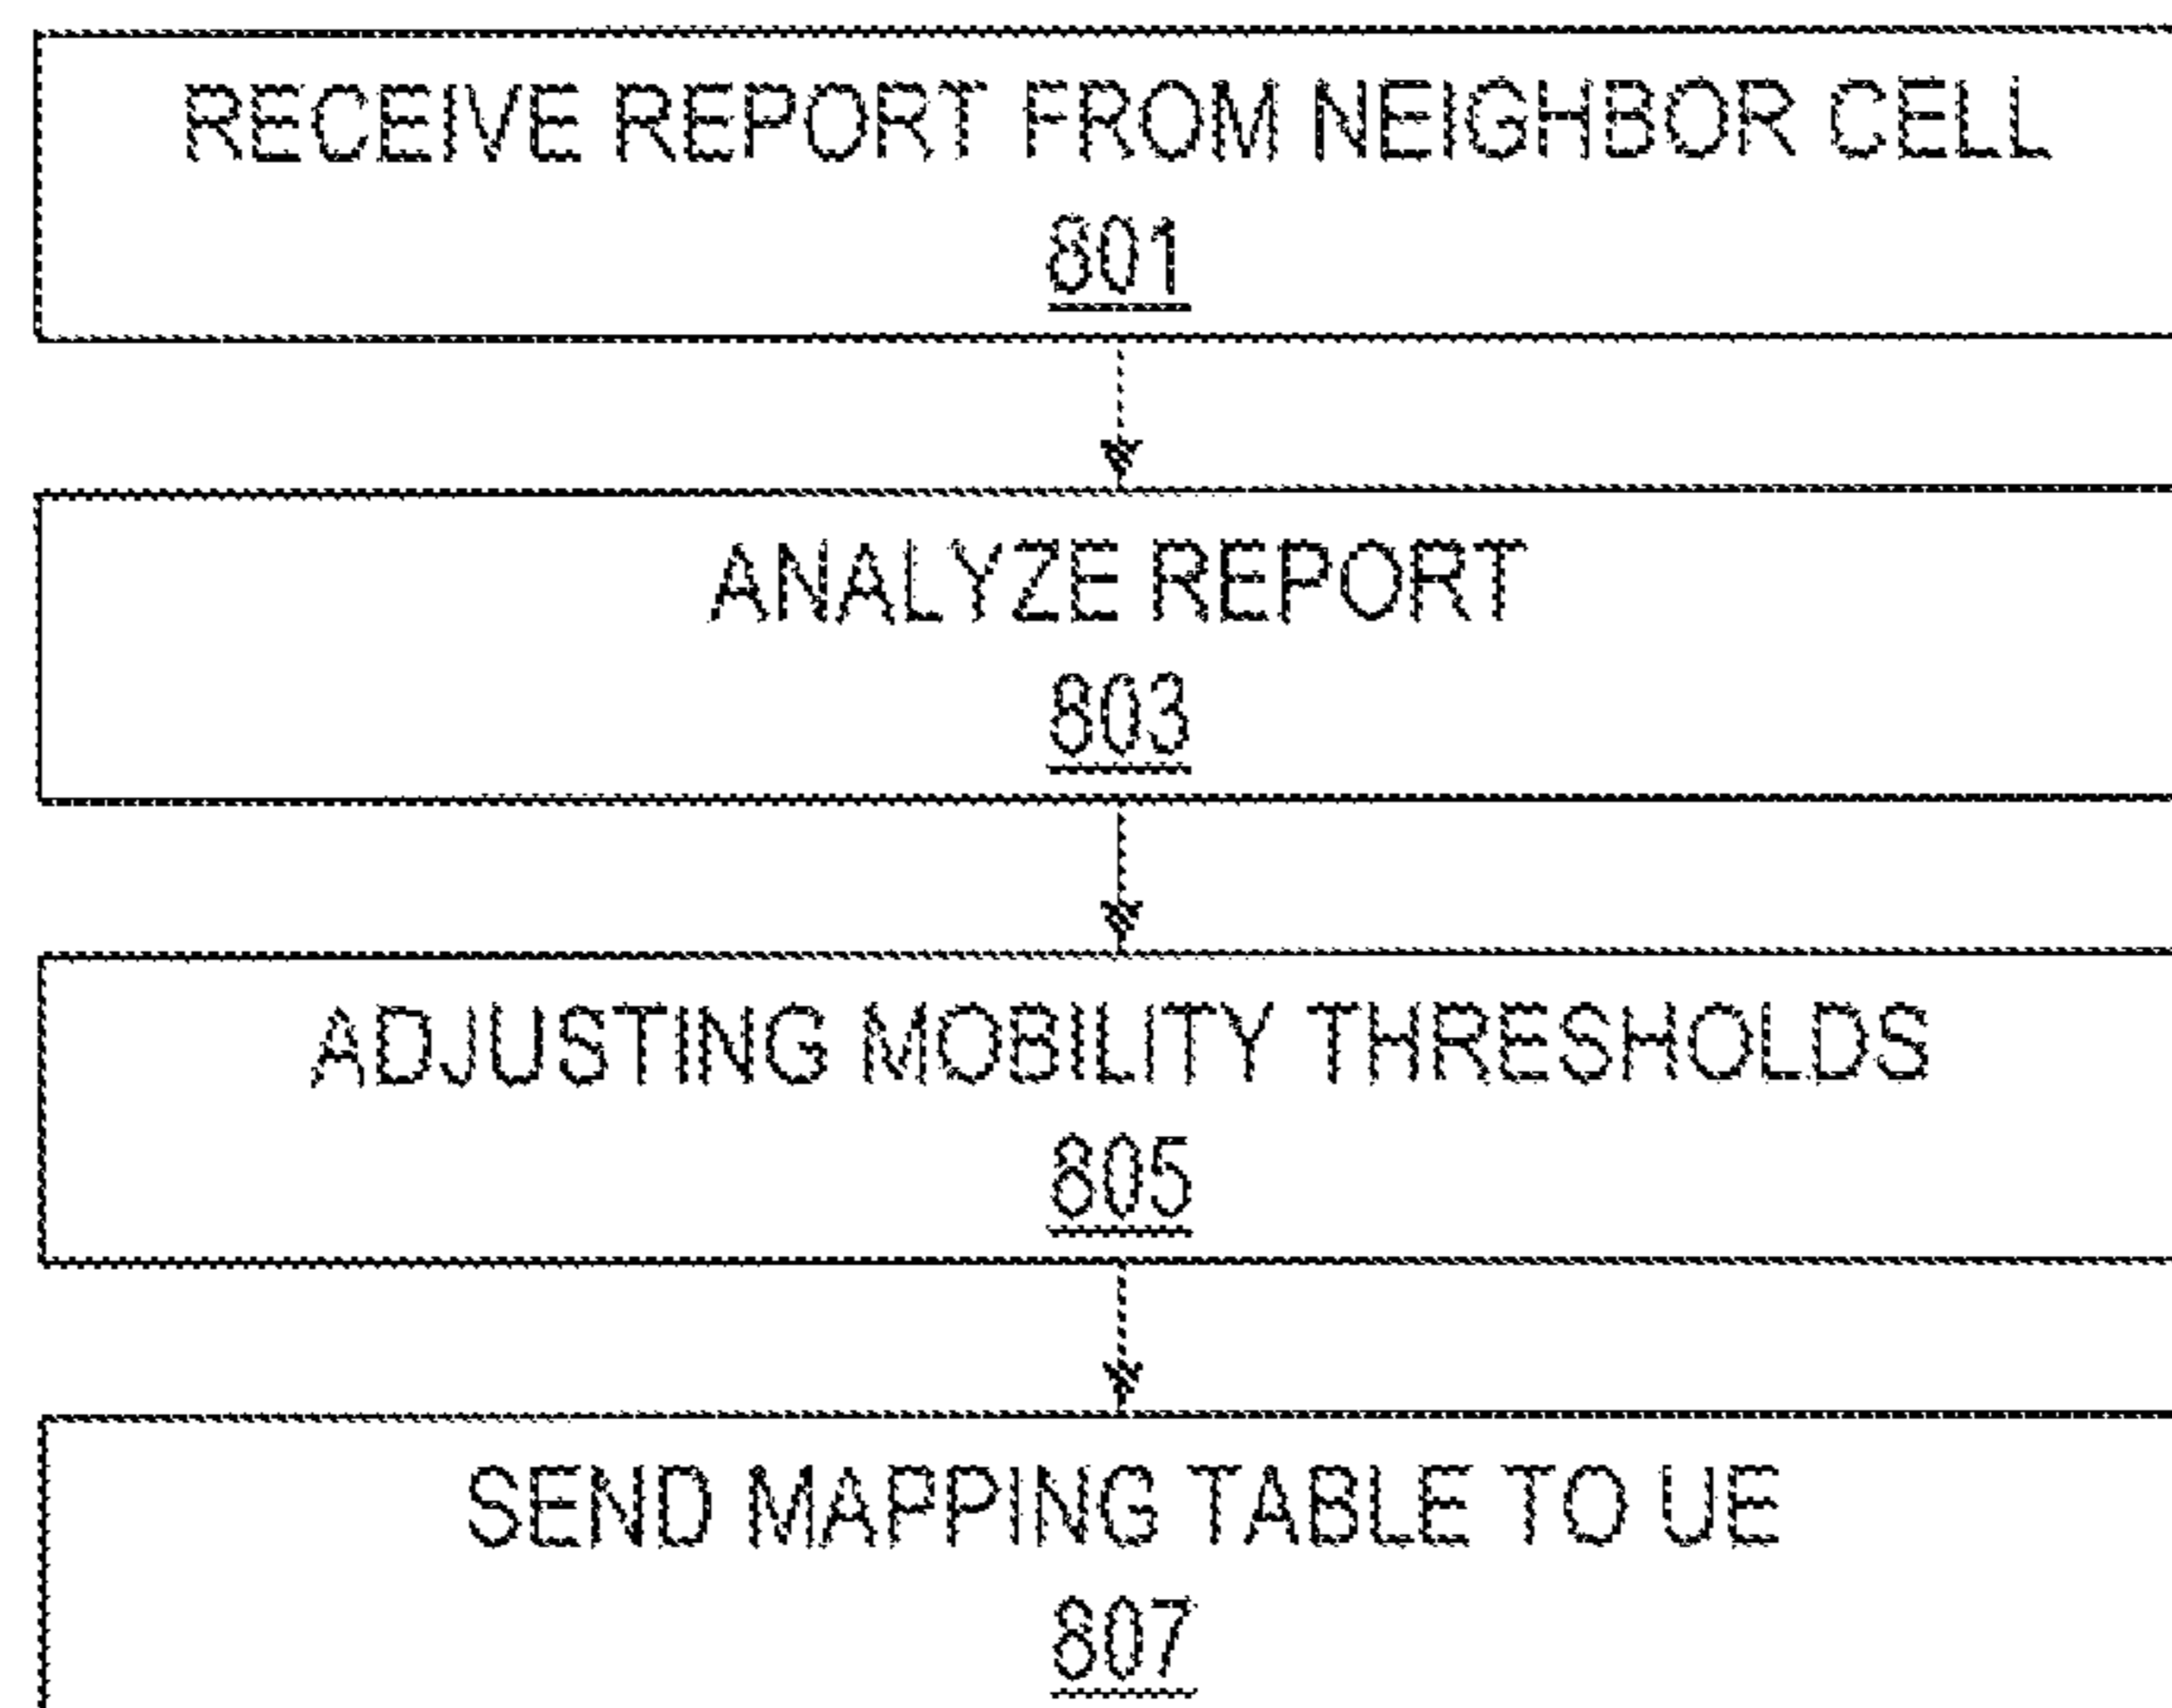 RECEIVE REPORT FROM NEIGHBOR CELL
801
ANALYZE REPORT
803
ADJUSTING MOBILITY THRESHOLDS
805
SEND MAPPING TABLE TO UE
807